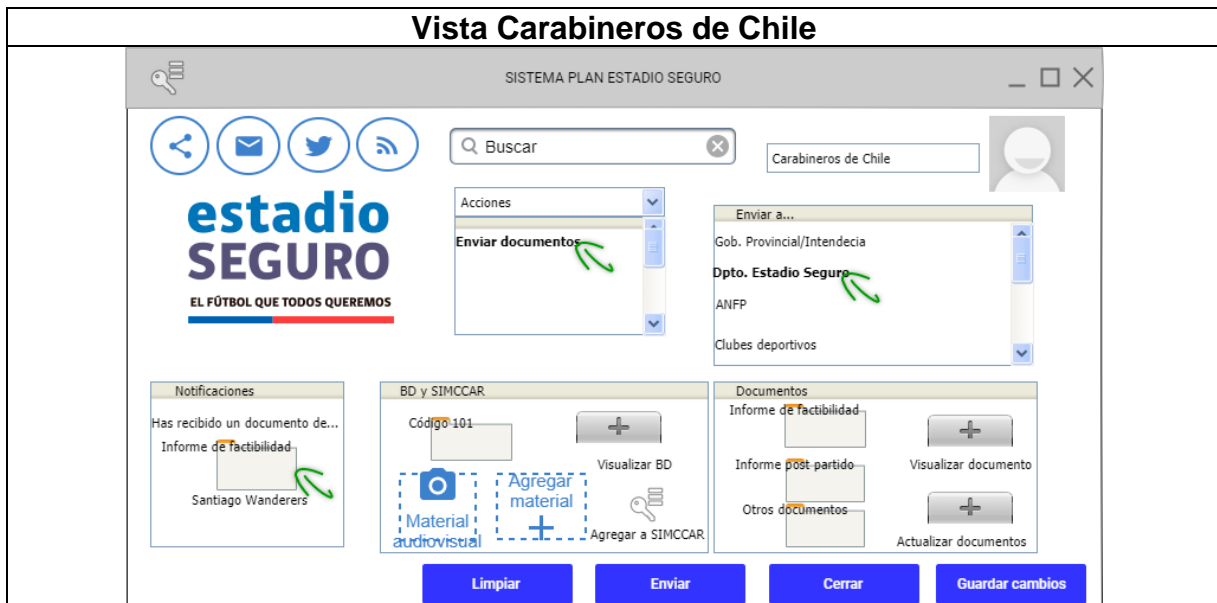 Vista Carabineros de Chile
SISTEMA PLAN ESTADIO SEGURO
Buscar
Carabineros de Chile
estadio
SEGURO
EL FÚTBOL QUE TODOS QUEREMOS
Acciones
Enviar documentos
Enviar a...
Gob. Provincial/Intendecia
Dpto. Estadio Seguro
ANFP
Clubes deportivos
Notificaciones
Has recibido un documento de...
Informe de factibilidad
Santiago Wanderers
BD y SIMCCAR
Código 101
Visualizar BD
Material
audiovisual
Agregar
material
Agregar a SIMCCAR
Documentos
Informe de factibilidad
Informe post partido
Otros documentos
Visualizar documento
Actualizar documentos
Limpiar
Enviar
Cerrar
Guardar cambios